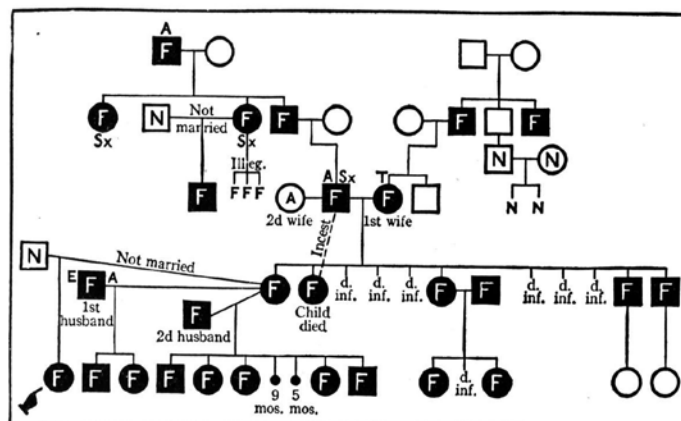 A
F
F N Not married F F F F
Sx Sx
N
N
Illeg.
F F F F
A Sx T
A F F
N N
2d wife 1st wife
Incest
N Not married
E F A
F F d. d. d. F F d. d. d. F F
inf. inf. inf. inf. inf. inf.
1st husband
F
2d husband
Child died
F F F F F F F F F d. inf. F
9 mos. 5 mos.